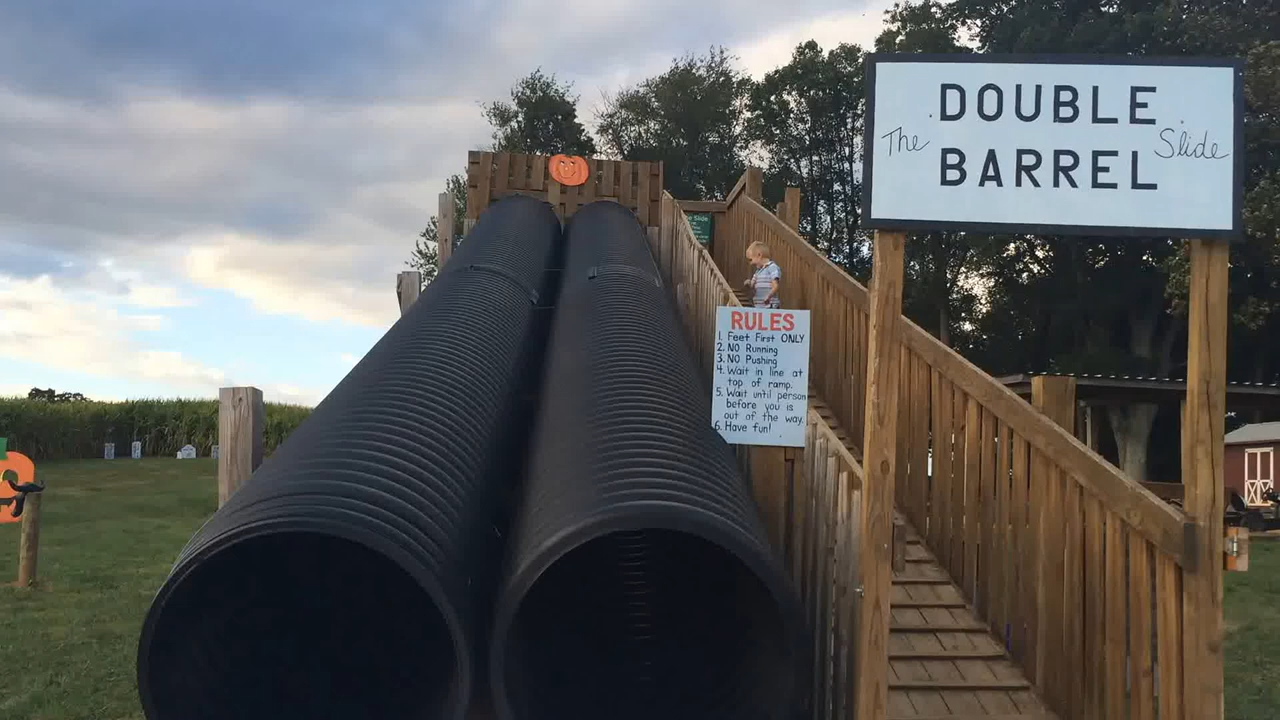 DOUBLE
The BARREL Slide
e Slide
RULES
1. Feet First ONLY
2. NO Running
3. NO Pushing
4. Wait in line at
top of ramp.
5. Wait until person
before you is
out of the way.
6. Have fun!